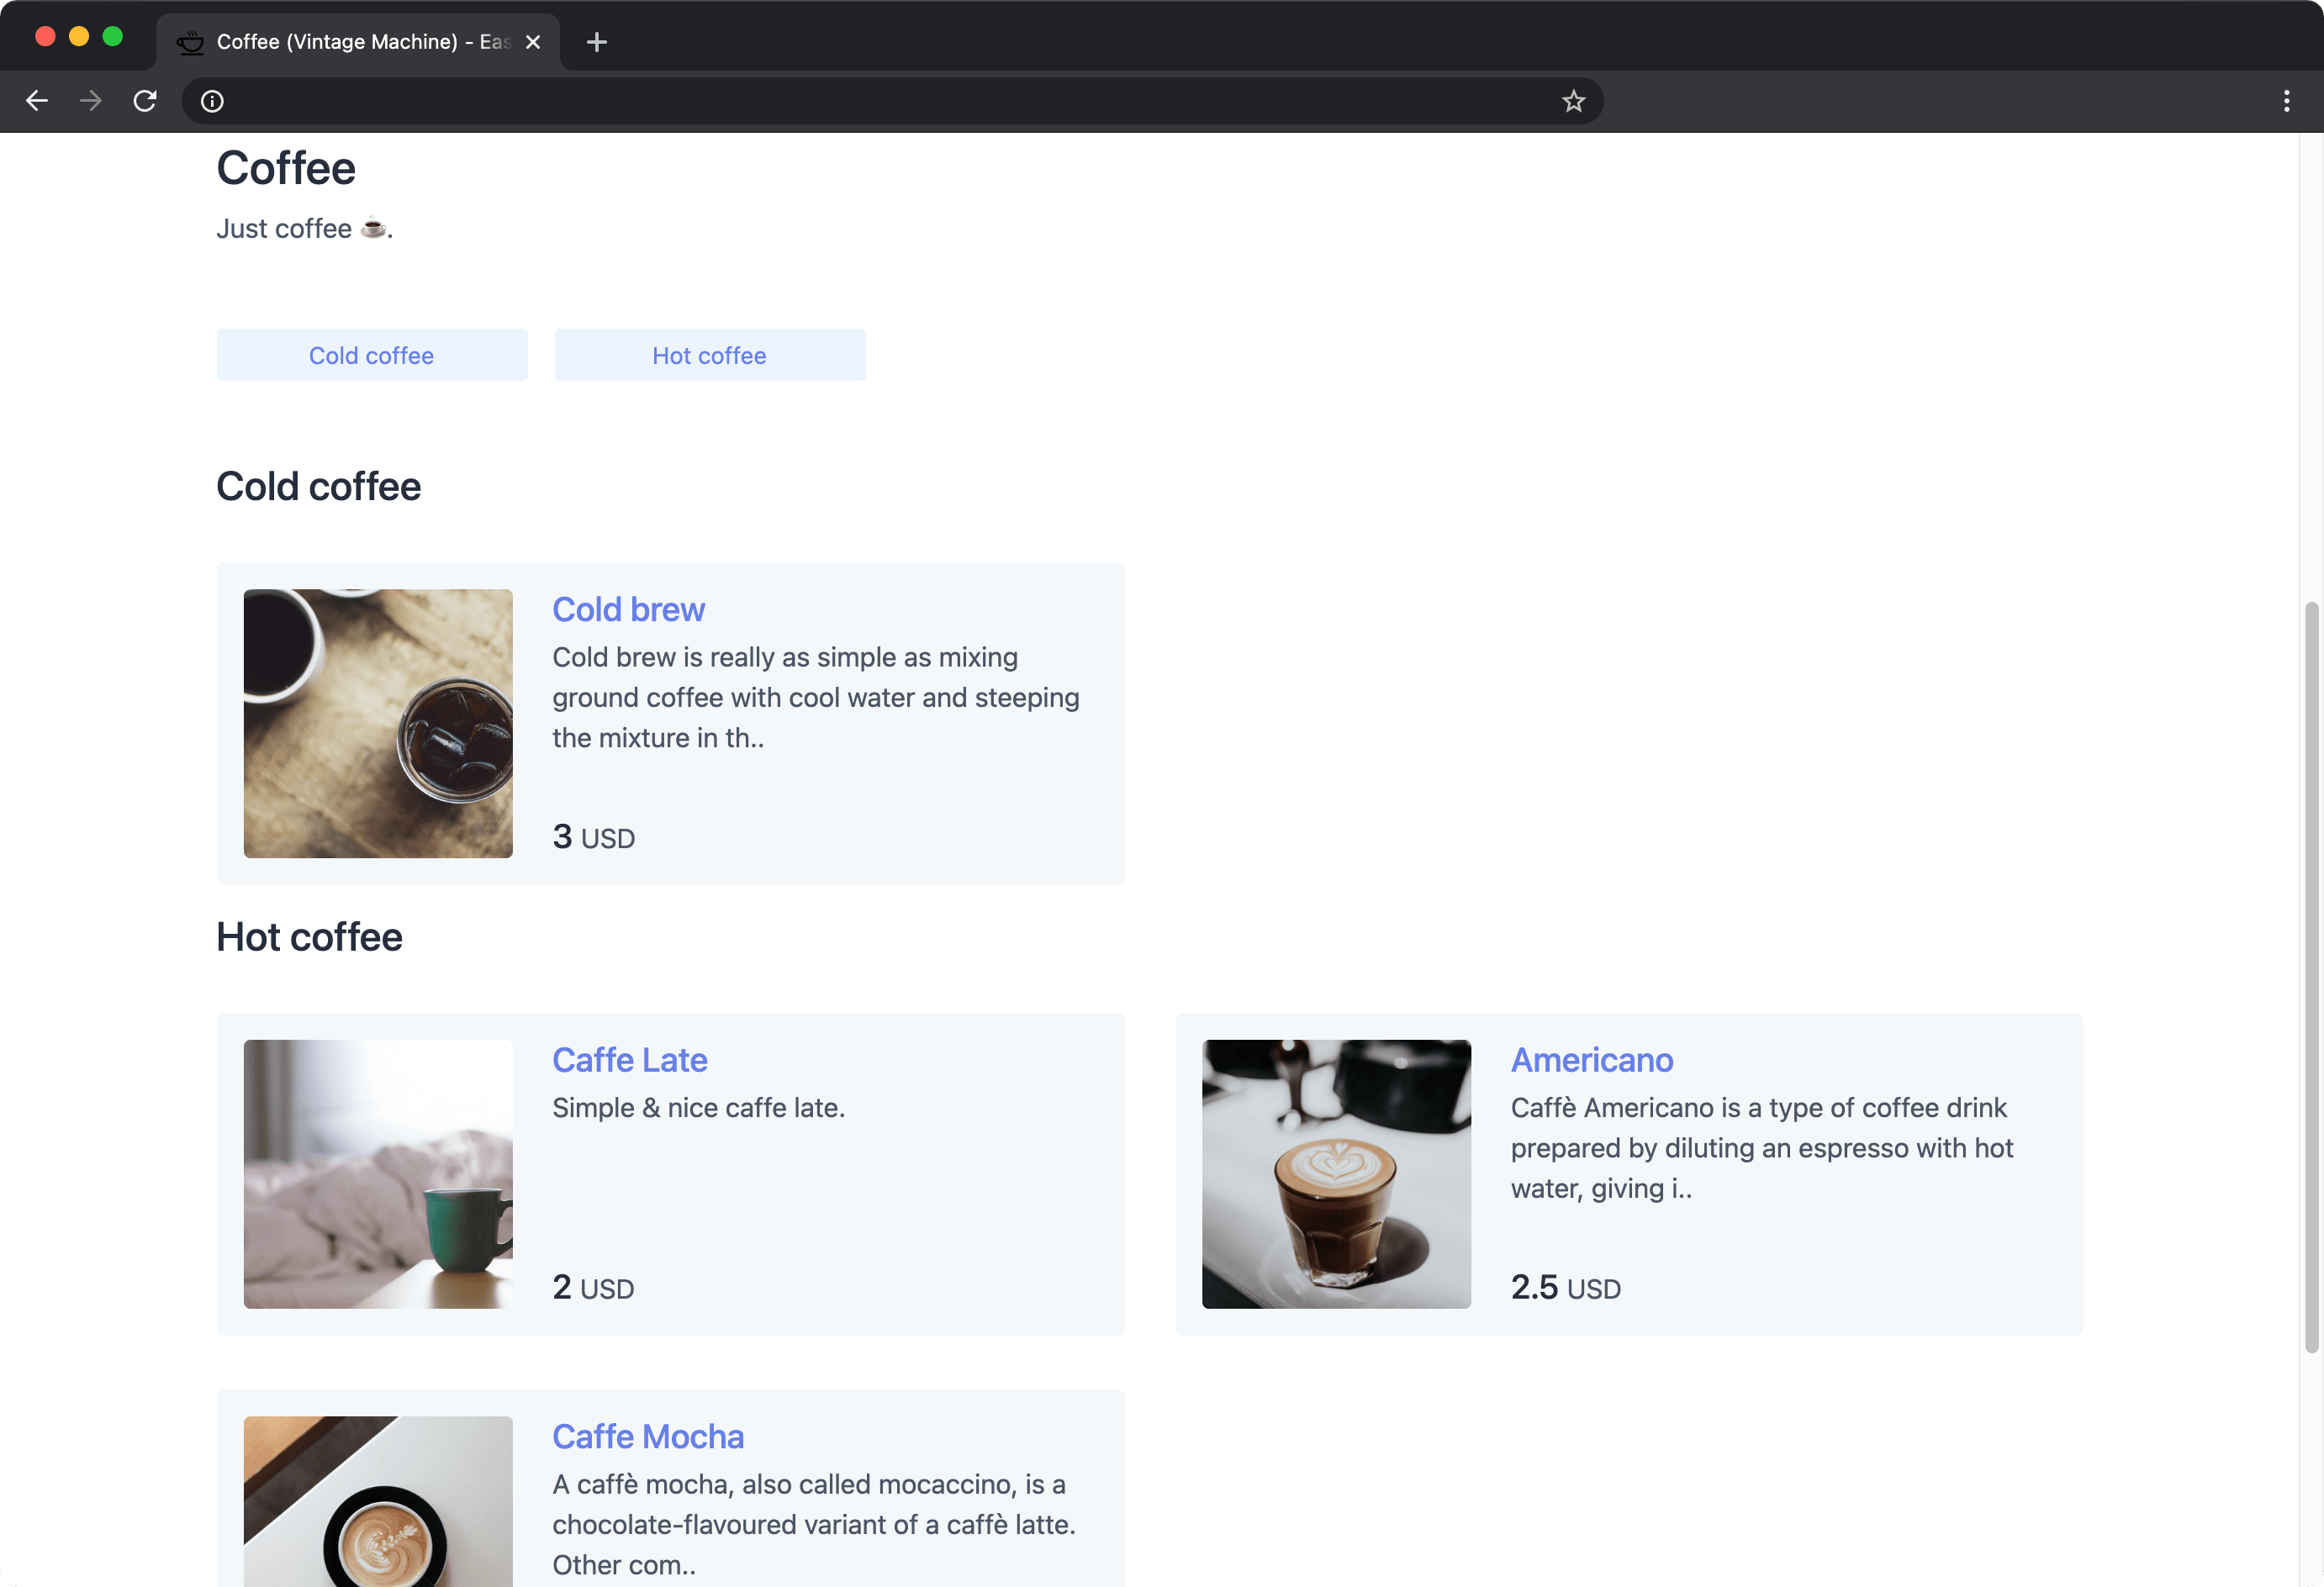 Coffee (Vintage Machine) - Eas
Coffee
Just coffee ☕.
Cold coffee
Hot coffee
Cold coffee
Cold brew
Cold brew is really as simple as mixing
ground coffee with cool water and steeping
the mixture in th..
3 USD
Hot coffee
Caffe Late
Simple & nice caffe late.
2 USD
Americano
Caffè Americano is a type of coffee drink
prepared by diluting an espresso with hot
water, giving i..
2.5 USD
Caffe Mocha
A caffè mocha, also called mocaccino, is a
chocolate-flavoured variant of a caffè latte.
Other com..